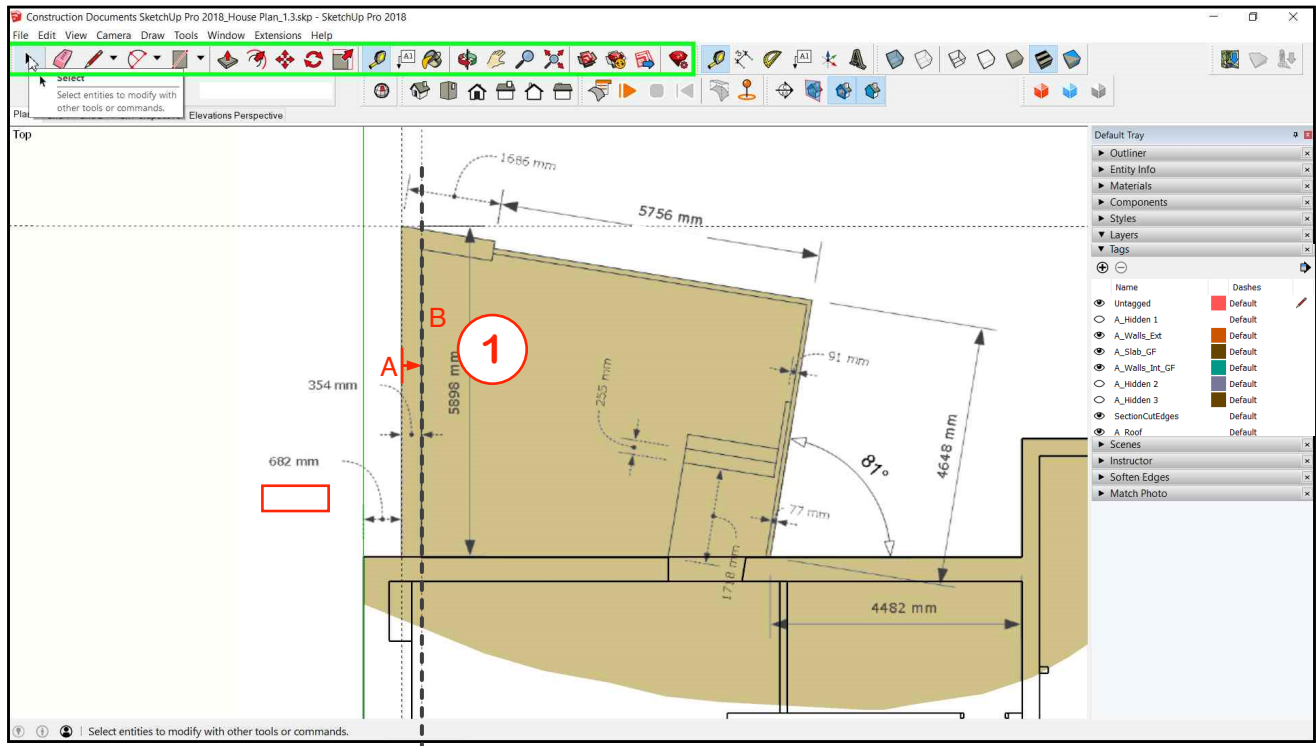 Construction Documents SketchUp Pro 2018_House Plan_1.3.skp - SketchUp Pro 2018
File Edit View Camera Draw Tools Window Extensions Help
A1
A1
Select
Select entities to modify with
other tools or commands.
Elevations Perspective
Top
1686 mm
5756 mm
B
1
A
354 mm
5898 mm
255 mm
91 mm
682 mm
81°
4648 mm
77 mm
1718 mm
4482 mm
Default Tray
Outliner
Entity Info
Materials
Components
Styles
Layers
Tags
Name Dashes
Untagged Default
A_Hidden 1 Default
A_Walls_Ext Default
A_Slab_GF Default
A_Walls_Int_GF Default
A_Hidden 2 Default
A_Hidden 3 Default
SectionCutEdges Default
A_Roof Default
Scenes
Instructor
Soften Edges
Match Photo
Select entities to modify with other tools or commands.